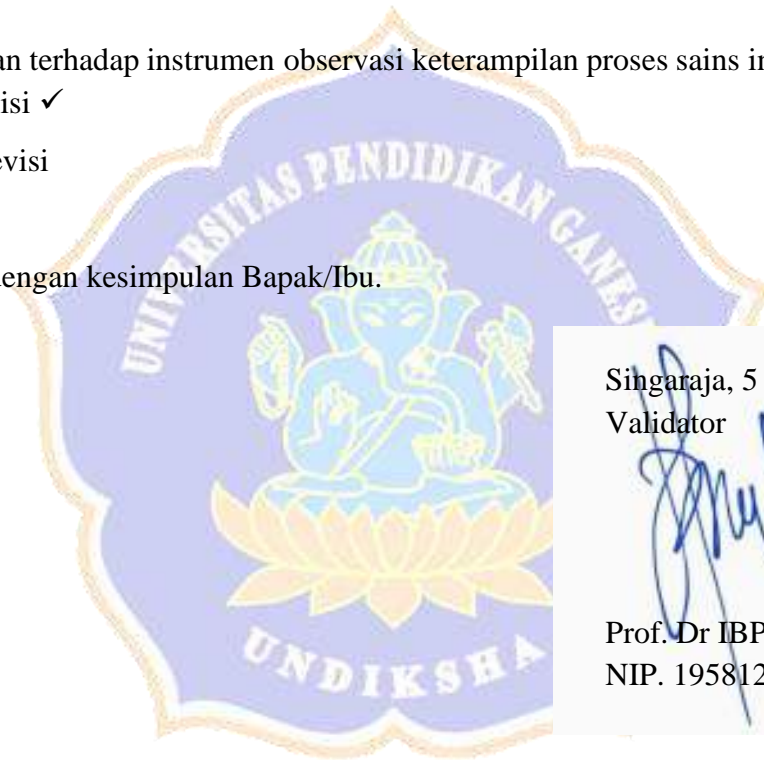 an terhadap instrumen observasi keterampilan proses sains in
isi ✓
evisi
dengan kesimpulan Bapak/Ibu.
UNIVERSITAS PENDIDIKAN GANES
UNDIKSHA
Singaraja, 5
Validator
Prof. Dr IBP
NIP. 195812